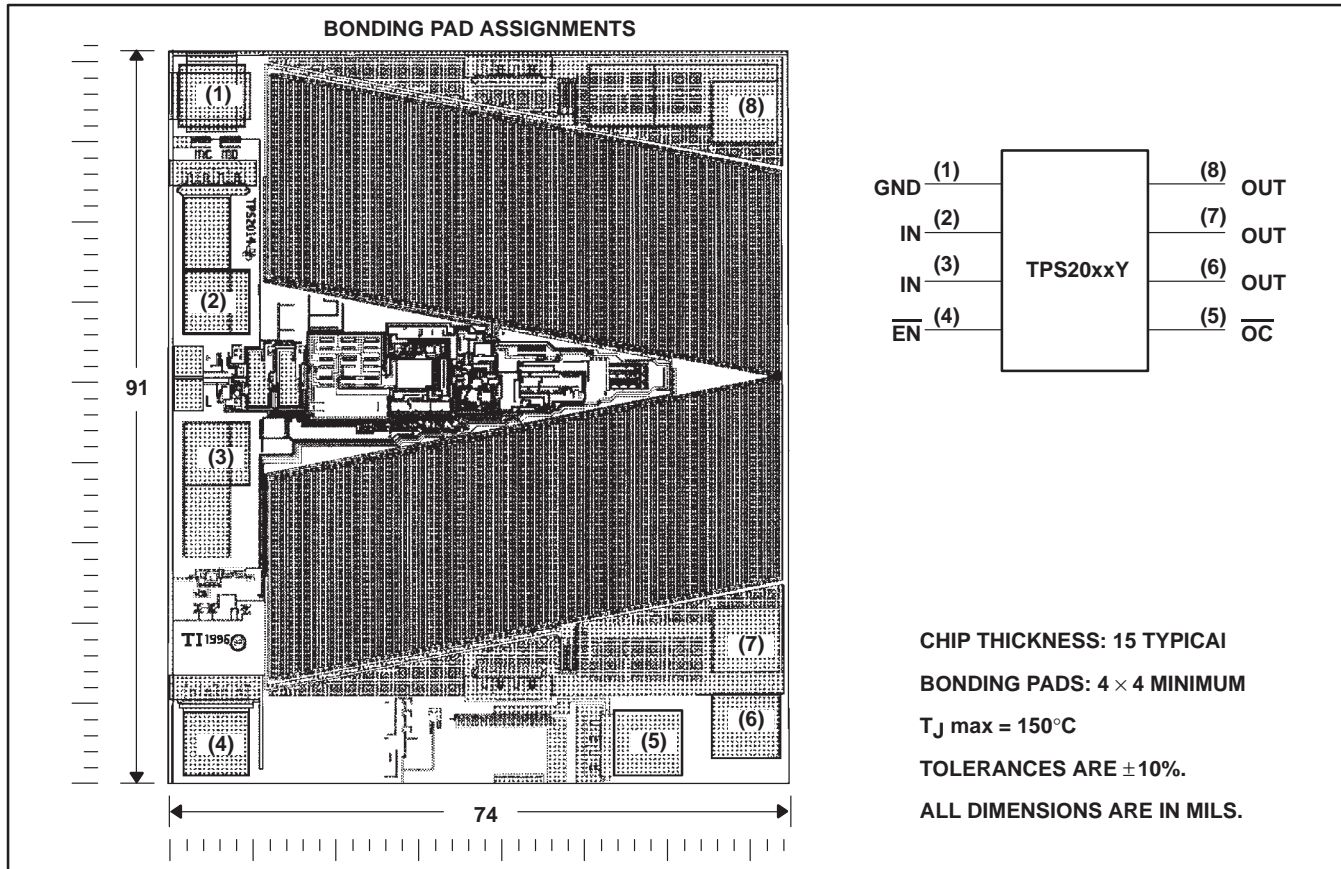 BONDING PAD ASSIGNMENTS
(1)
(8)
TPS2014
(2)
91
(3)
TI 1996
(7)
(6)
(4)
(5)
74
GND (1)
IN (2)
IN (3)
EN (4)
TPS20xxY
(8) OUT
(7) OUT
(6) OUT
(5) OC
CHIP THICKNESS: 15 TYPICAl
BONDING PADS: 4 × 4 MINIMUM
TJ max = 150°C
TOLERANCES ARE ±10%.
ALL DIMENSIONS ARE IN MILS.